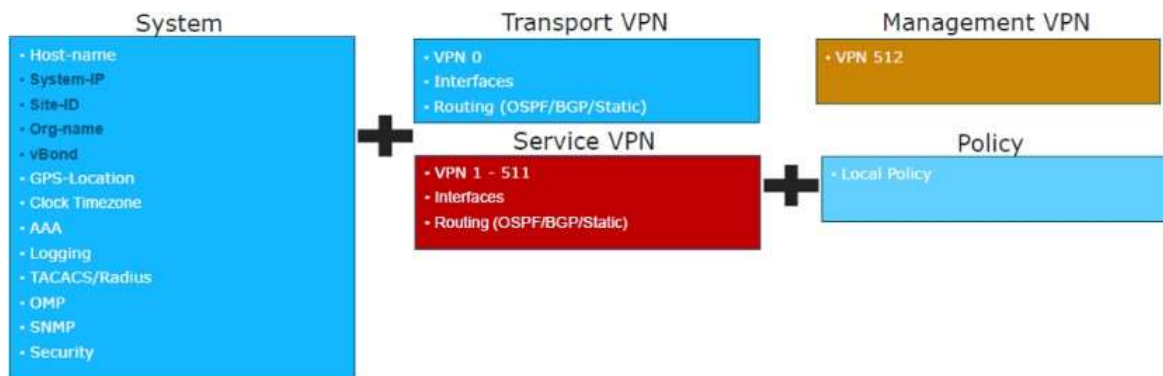 System
• Host-name
• System-IP
• Site-ID
• Org-name
• vBond
• GPS-Location
• Clock Timezone
• AAA
• Logging
• TACACS/Radius
• OMP
• SNMP
• Security
Transport VPN
• VPN 0
• Interfaces
• Routing (OSPF/BGP/Static)
Service VPN
• VPN 1 - 511
• Interfaces
• Routing (OSPF/BGP/Static)
Management VPN
• VPN 512
Policy
• Local Policy